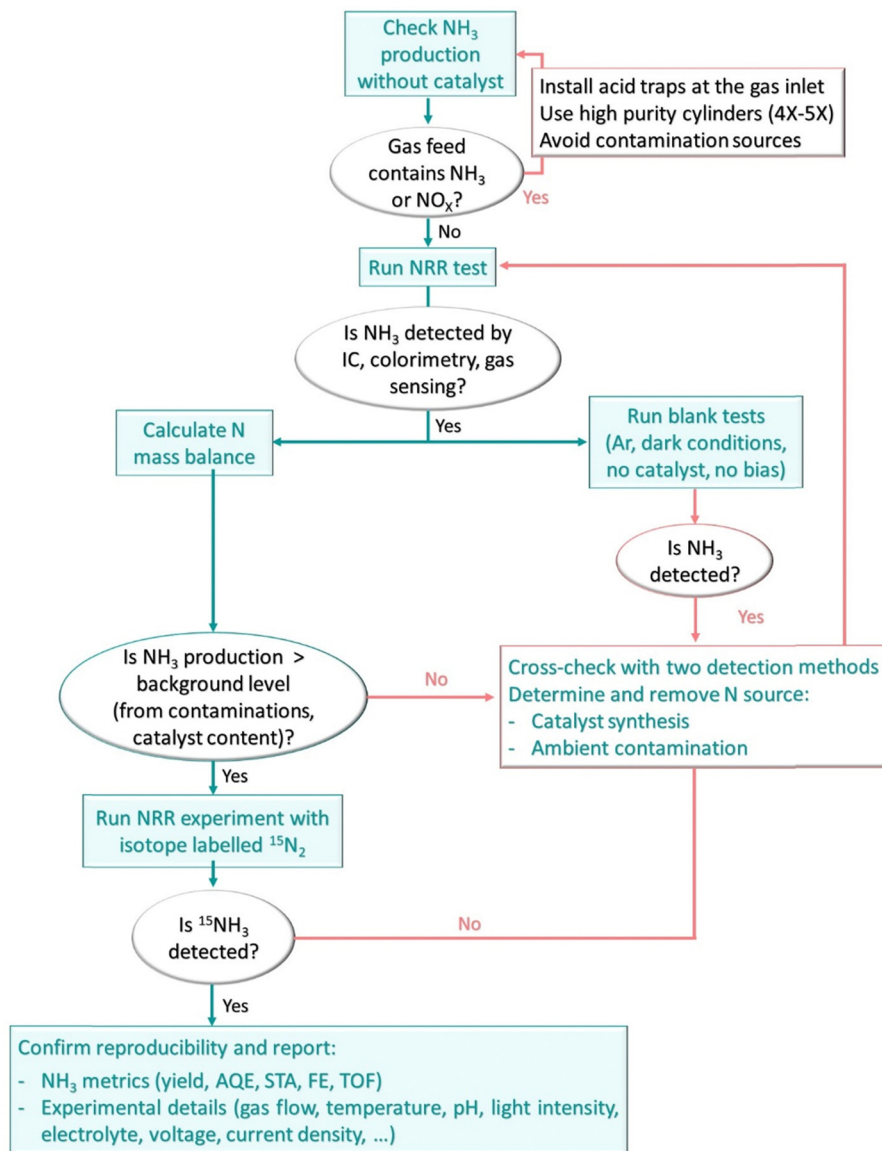 Check NH₃
production
without catalyst
Install acid traps at the gas inlet
Use high purity cylinders (4X-5X)
Avoid contamination sources
Gas feed
contains NH₃
or NOₓ?
Yes
No
Run NRR test
Is NH₃ detected by
IC, colorimetry, gas
sensing?
Yes
Calculate N
mass balance
Run blank tests
(Ar, dark conditions,
no catalyst, no bias)
Is NH₃
detected?
Yes
Is NH₃ production >
background level
(from contaminations,
catalyst content)?
No
Cross-check with two detection methods
Determine and remove N source:
- Catalyst synthesis
- Ambient contamination
Yes
Run NRR experiment with
isotope labelled ¹⁵N₂
Is ¹⁵NH₃
detected?
No
Yes
Confirm reproducibility and report:
- NH₃ metrics (yield, AQE, STA, FE, TOF)
- Experimental details (gas flow, temperature, pH, light intensity,
electrolyte, voltage, current density, ...)